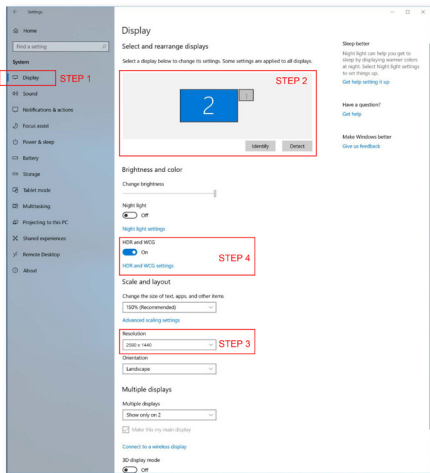 Settings
Home
Find a setting
System
Display
STEP 1
Sound
Notifications & actions
Focus assist
Power & sleep
Battery
Storage
Tablet mode
Multitasking
Projecting to this PC
Shared experiences
Remote Desktop
About
Display
Select and rearrange displays
Select a display below to change its settings. Some settings are applied to all displays.
STEP 2
2
Identify
Detect
Brightness and color
Change brightness
Night light
Off
Night light settings
HDR and WCG
On
STEP 4
HDR and WCG settings
Scale and layout
Change the size of text, apps, and other items
150% (Recommended)
Advanced scaling settings
Resolution
2560 x 1440
STEP 3
Orientation
Landscape
Multiple displays
Multiple displays
Show only on 2
Make this my main display
Connect to a wireless display
3D display mode
Off
Sleep better
Night light can help you get to
sleep by displaying warmer colors
at night. Select Night light settings
to set things up.
Get help setting it up
Have a question?
Get help
Make Windows better
Give us feedback